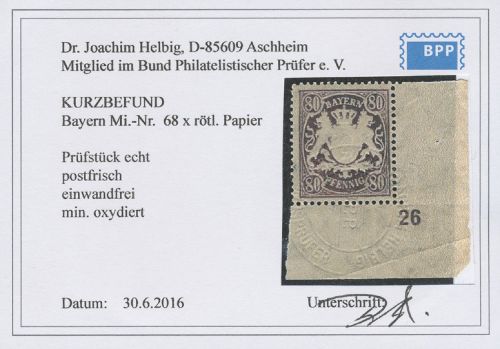 Dr. Joachim Helbig, D-85609 Aschheim
Mitglied im Bund Philatelistischer Prüfer e. V.
BPP
KURZBEFUND
Bayern Mi.-Nr. 68 x rötl. Papier
Prüfstück echt
postfrisch
einwandfrei
min. oxydiert
80 BAYERN 80
80 PFENNIG 80
26
Datum: 30.6.2016
Unterschrift: